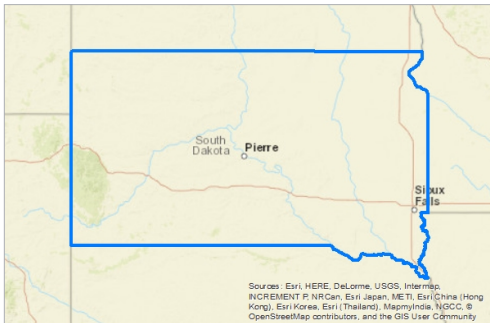 South
Dakota
Pierre
Sioux
Falls
Sources: Esri, HERE, DeLorme, USGS, Intermap,
INCREMENT P, NRCan, Esri Japan, METI, Esri China (Hong
Kong), Esri Korea, Esri (Thailand), MapmyIndia, NGCC, ©
OpenStreetMap contributors, and the GIS User Community